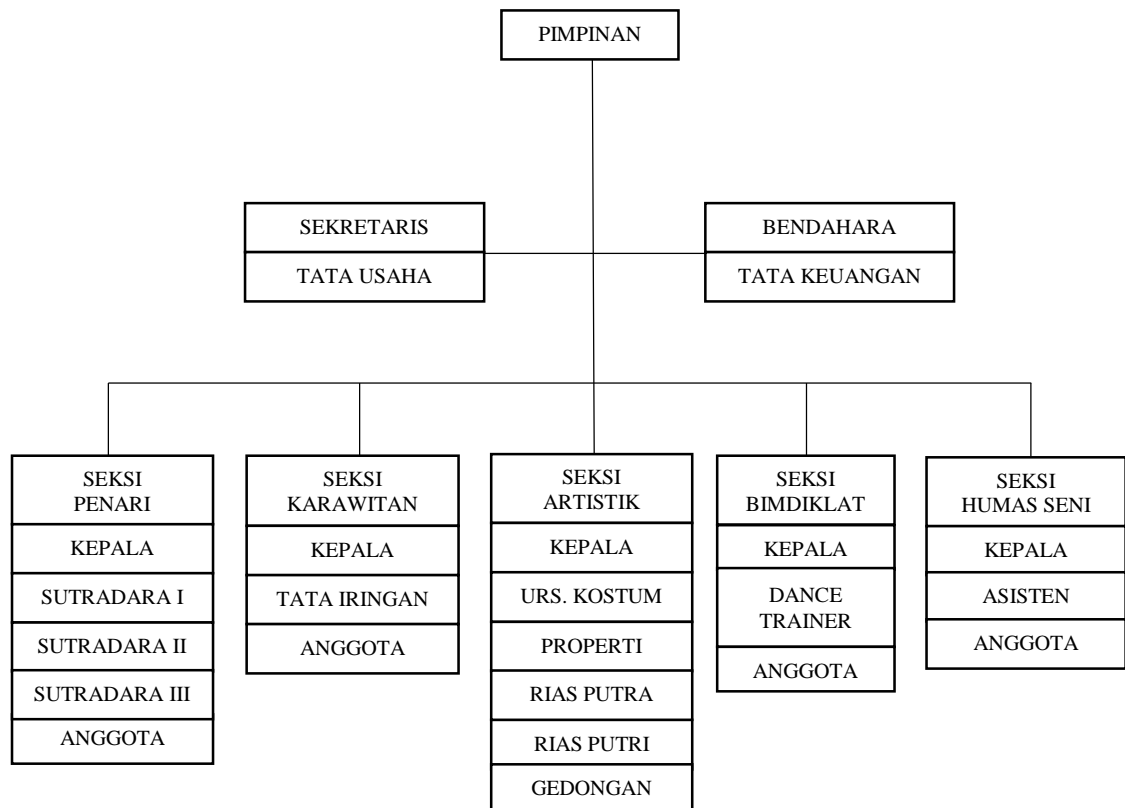 PIMPINAN
SEKRETARIS
TATA USAHA
BENDAHARA
TATA KEUANGAN
SEKSI
PENARI
KEPALA
SUTRADARA I
SUTRADARA II
SUTRADARA III
ANGGOTA
SEKSI
KARAWITAN
KEPALA
TATA IRINGAN
ANGGOTA
SEKSI
ARTISTIK
KEPALA
URS. KOSTUM
PROPERTI
RIAS PUTRA
RIAS PUTRI
GEDONGAN
SEKSI
BIMDIKLAT
KEPALA
DANCE
TRAINER
ANGGOTA
SEKSI
HUMAS SENI
KEPALA
ASISTEN
ANGGOTA